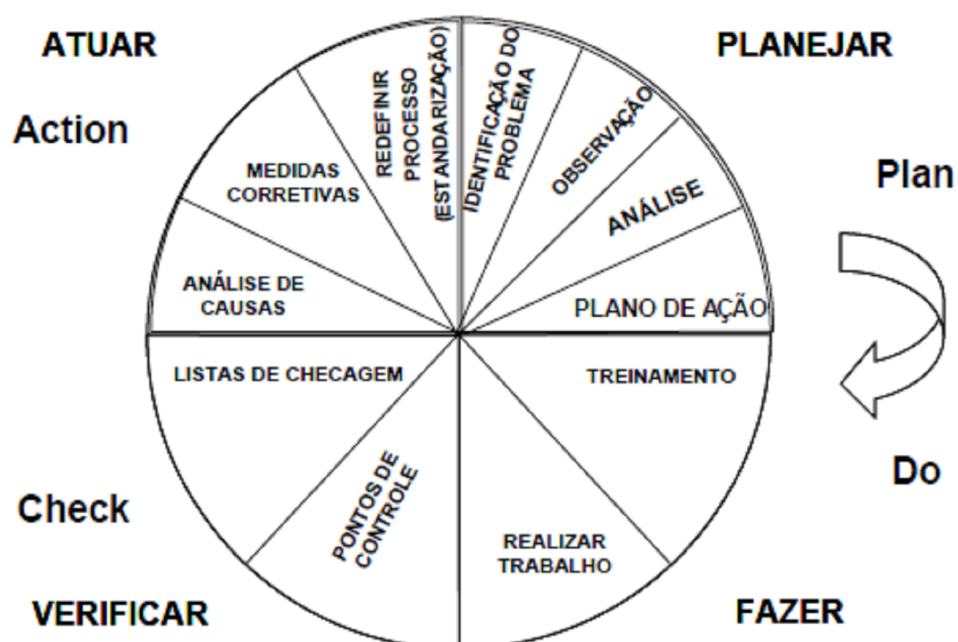 ATUAR
PLANEJAR
Action
Plan
REDEFINIR
PROCESSO
(ESTANDARIZAÇÃO)
IDENTIFICAÇÃO DO
PROBLEMA
OBSERVAÇÃO
ANÁLISE
PLANO DE AÇÃO
MEDIDAS
CORRETIVAS
ANÁLISE DE
CAUSAS
LISTAS DE CHECAGEM
TREINAMENTO
PONTOS DE
CONTROLE
REALIZAR
TRABALHO
Do
Check
VERIFICAR
FAZER